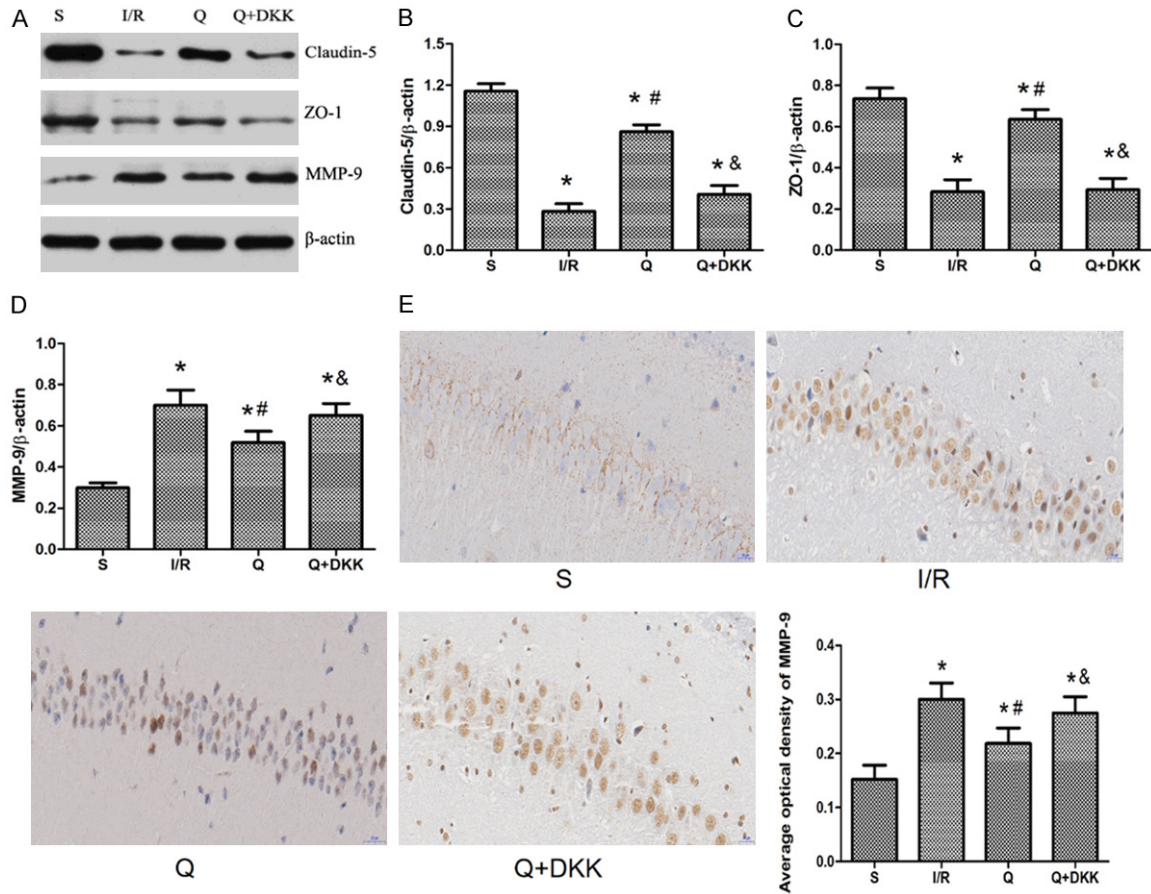 A
S I/R Q Q+DKK
Claudin-5
ZO-1
MMP-9
β-actin
B
Claudin-5/β-actin
1.5
1.2
0.9
0.6
0.3
0.0
*
* #
* &
S I/R Q Q+DKK
C
ZO-1/β-actin
1.0
0.8
0.6
0.4
0.2
0.0
*
*#
*&
S I/R Q Q+DKK
D
MMP-9/β-actin
1.0
0.8
0.6
0.4
0.2
0.0
*
*#
*&
S I/R Q Q+DKK
E
S
I/R
Q
Q+DKK
Average optical density of MMP-9
0.4
0.3
0.2
0.1
0.0
*
*#
*&
S I/R Q Q+DKK